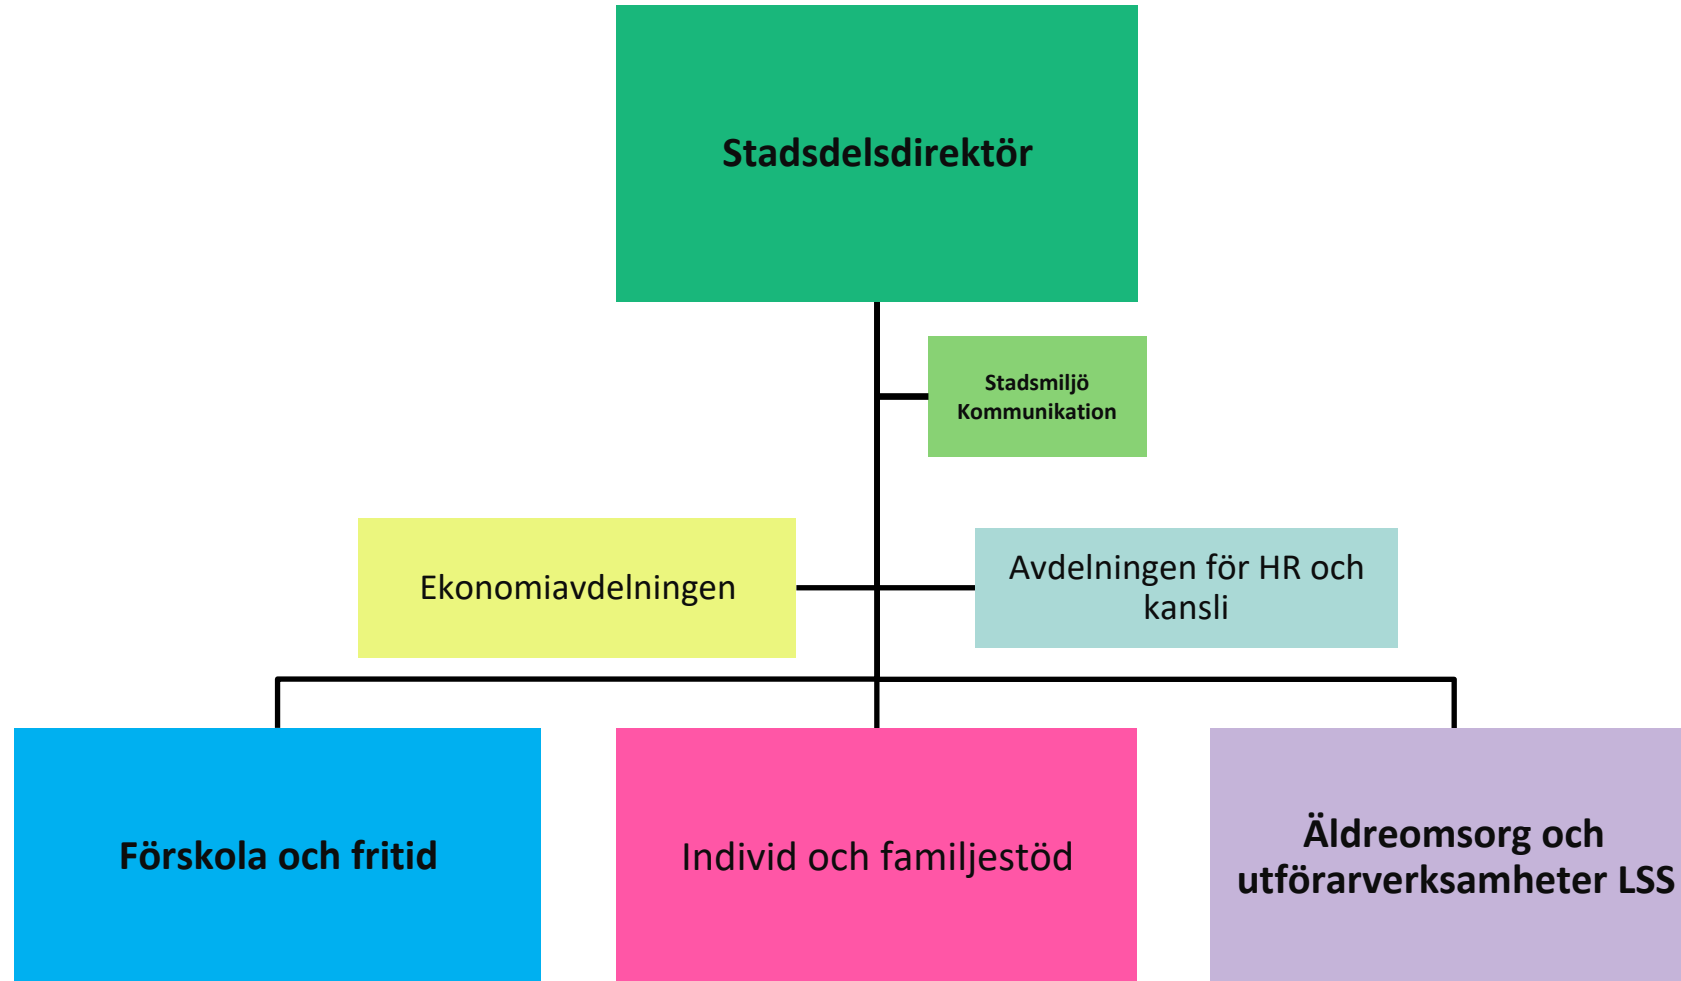 Stadsdelsdirektör
Stadsmiljö
Kommunikation
Ekonomiavdelningen
Avdelningen för HR och
kansli
Förskola och fritid
Individ och familjestöd
Äldreomsorg och
utförarverksamheter LSS